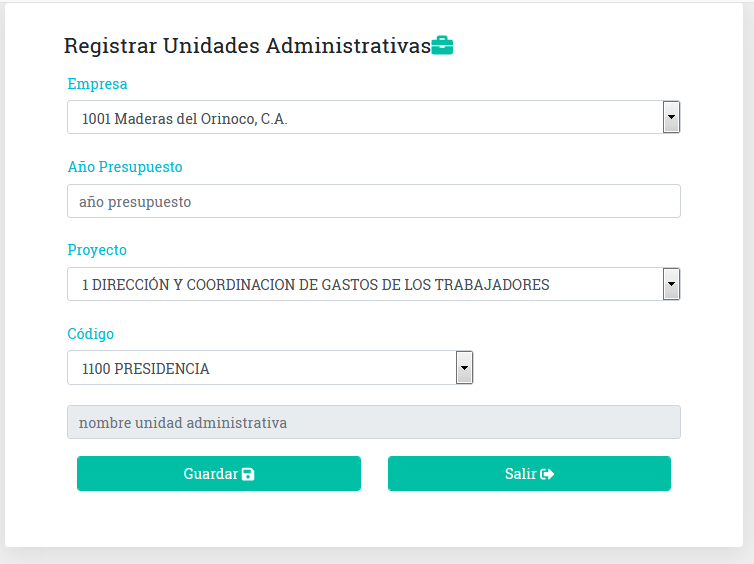 Registrar Unidades Administrativas
Empresa
1001 Maderas del Orinoco, C.A.
Año Presupuesto
año presupuesto
Proyecto
1 DIRECCIÓN Y COORDINACION DE GASTOS DE LOS TRABAJADORES
Código
1100 PRESIDENCIA
nombre unidad administrativa
Guardar Salir